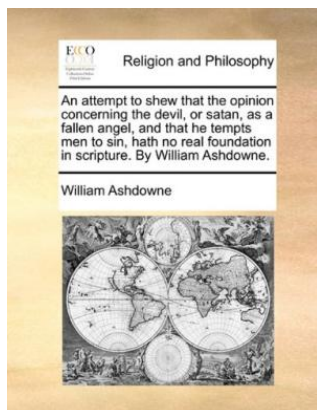 ECCO
Religion and Philosophy
An attempt to shew that the opinion
concerning the devil, or satan, as a
fallen angel, and that he tempts
men to sin, hath no real foundation
in scripture. By William Ashdowne.
William Ashdowne